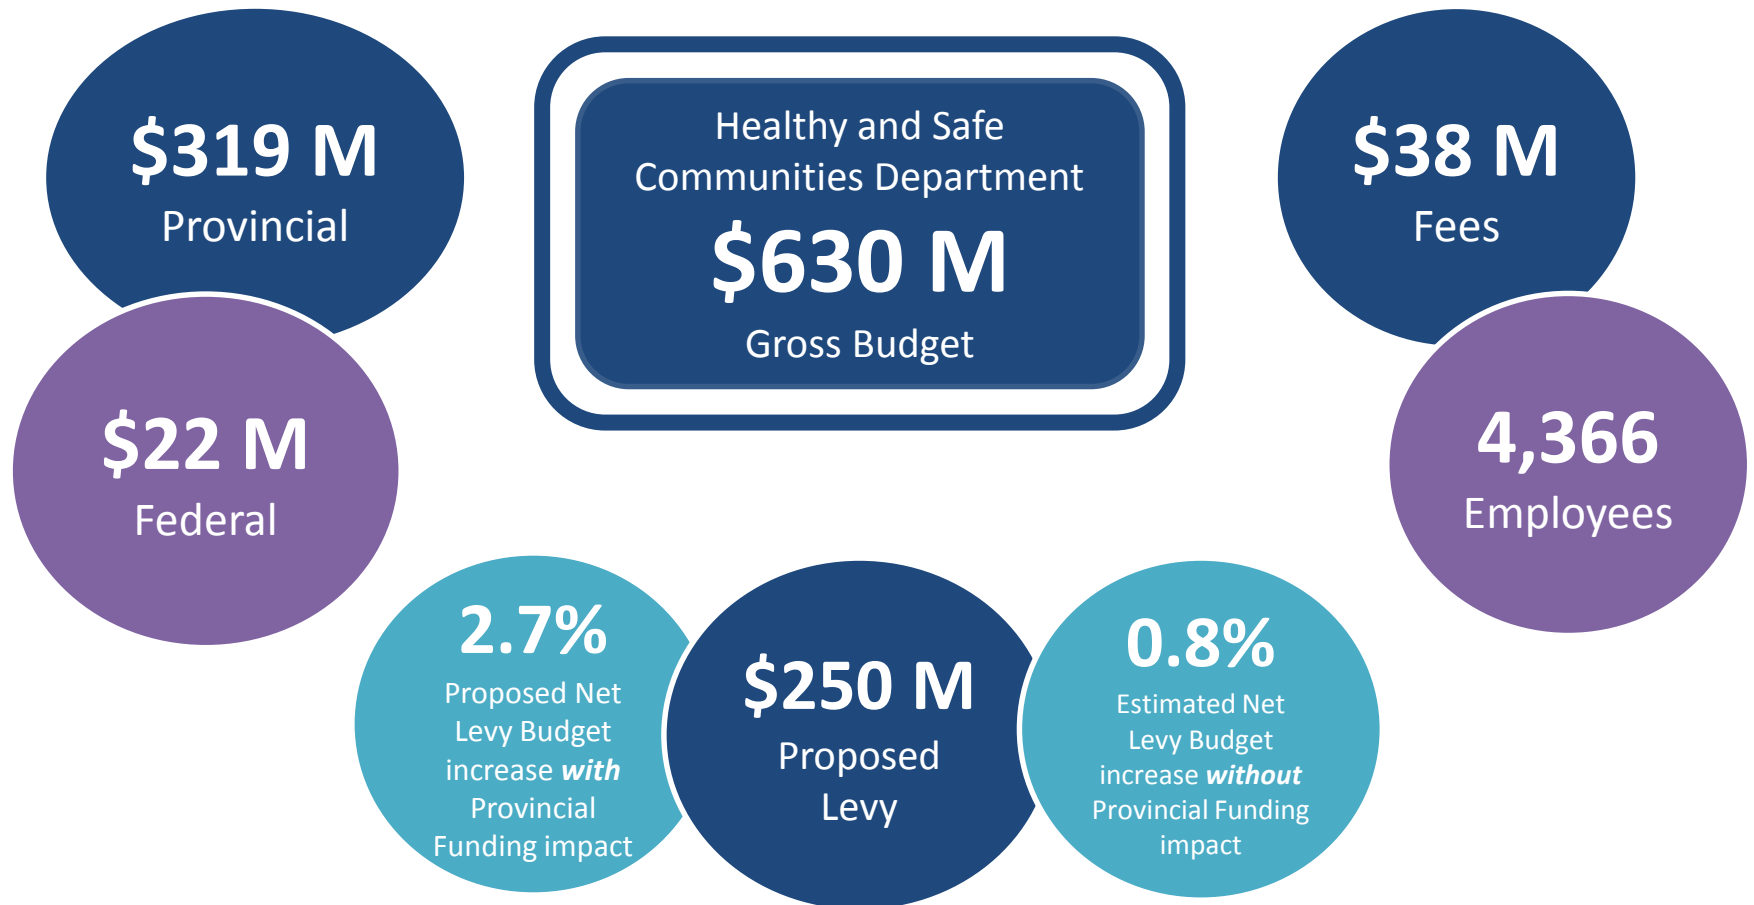 $319 M
Provincial
$22 M
Federal
Healthy and Safe
Communities Department
$630 M
Gross Budget
$38 M
Fees
4,366
Employees
2.7%
Proposed Net
Levy Budget
increase with
Provincial
Funding impact
$250 M
Proposed
Levy
0.8%
Estimated Net
Levy Budget
increase without
Provincial Funding
impact